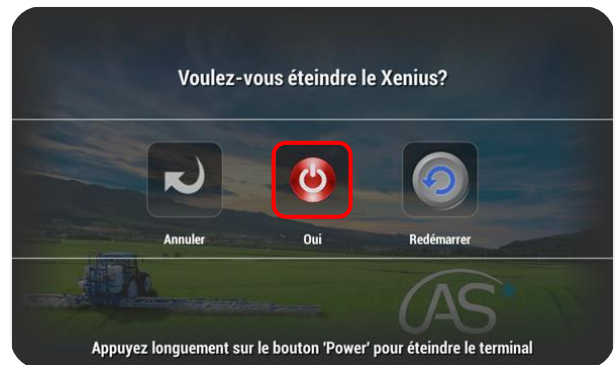 Voulez-vous éteindre le Xenius?
Annuler
Oui
Redémarrer
AS
Appuyez longuement sur le bouton 'Power' pour éteindre le terminal